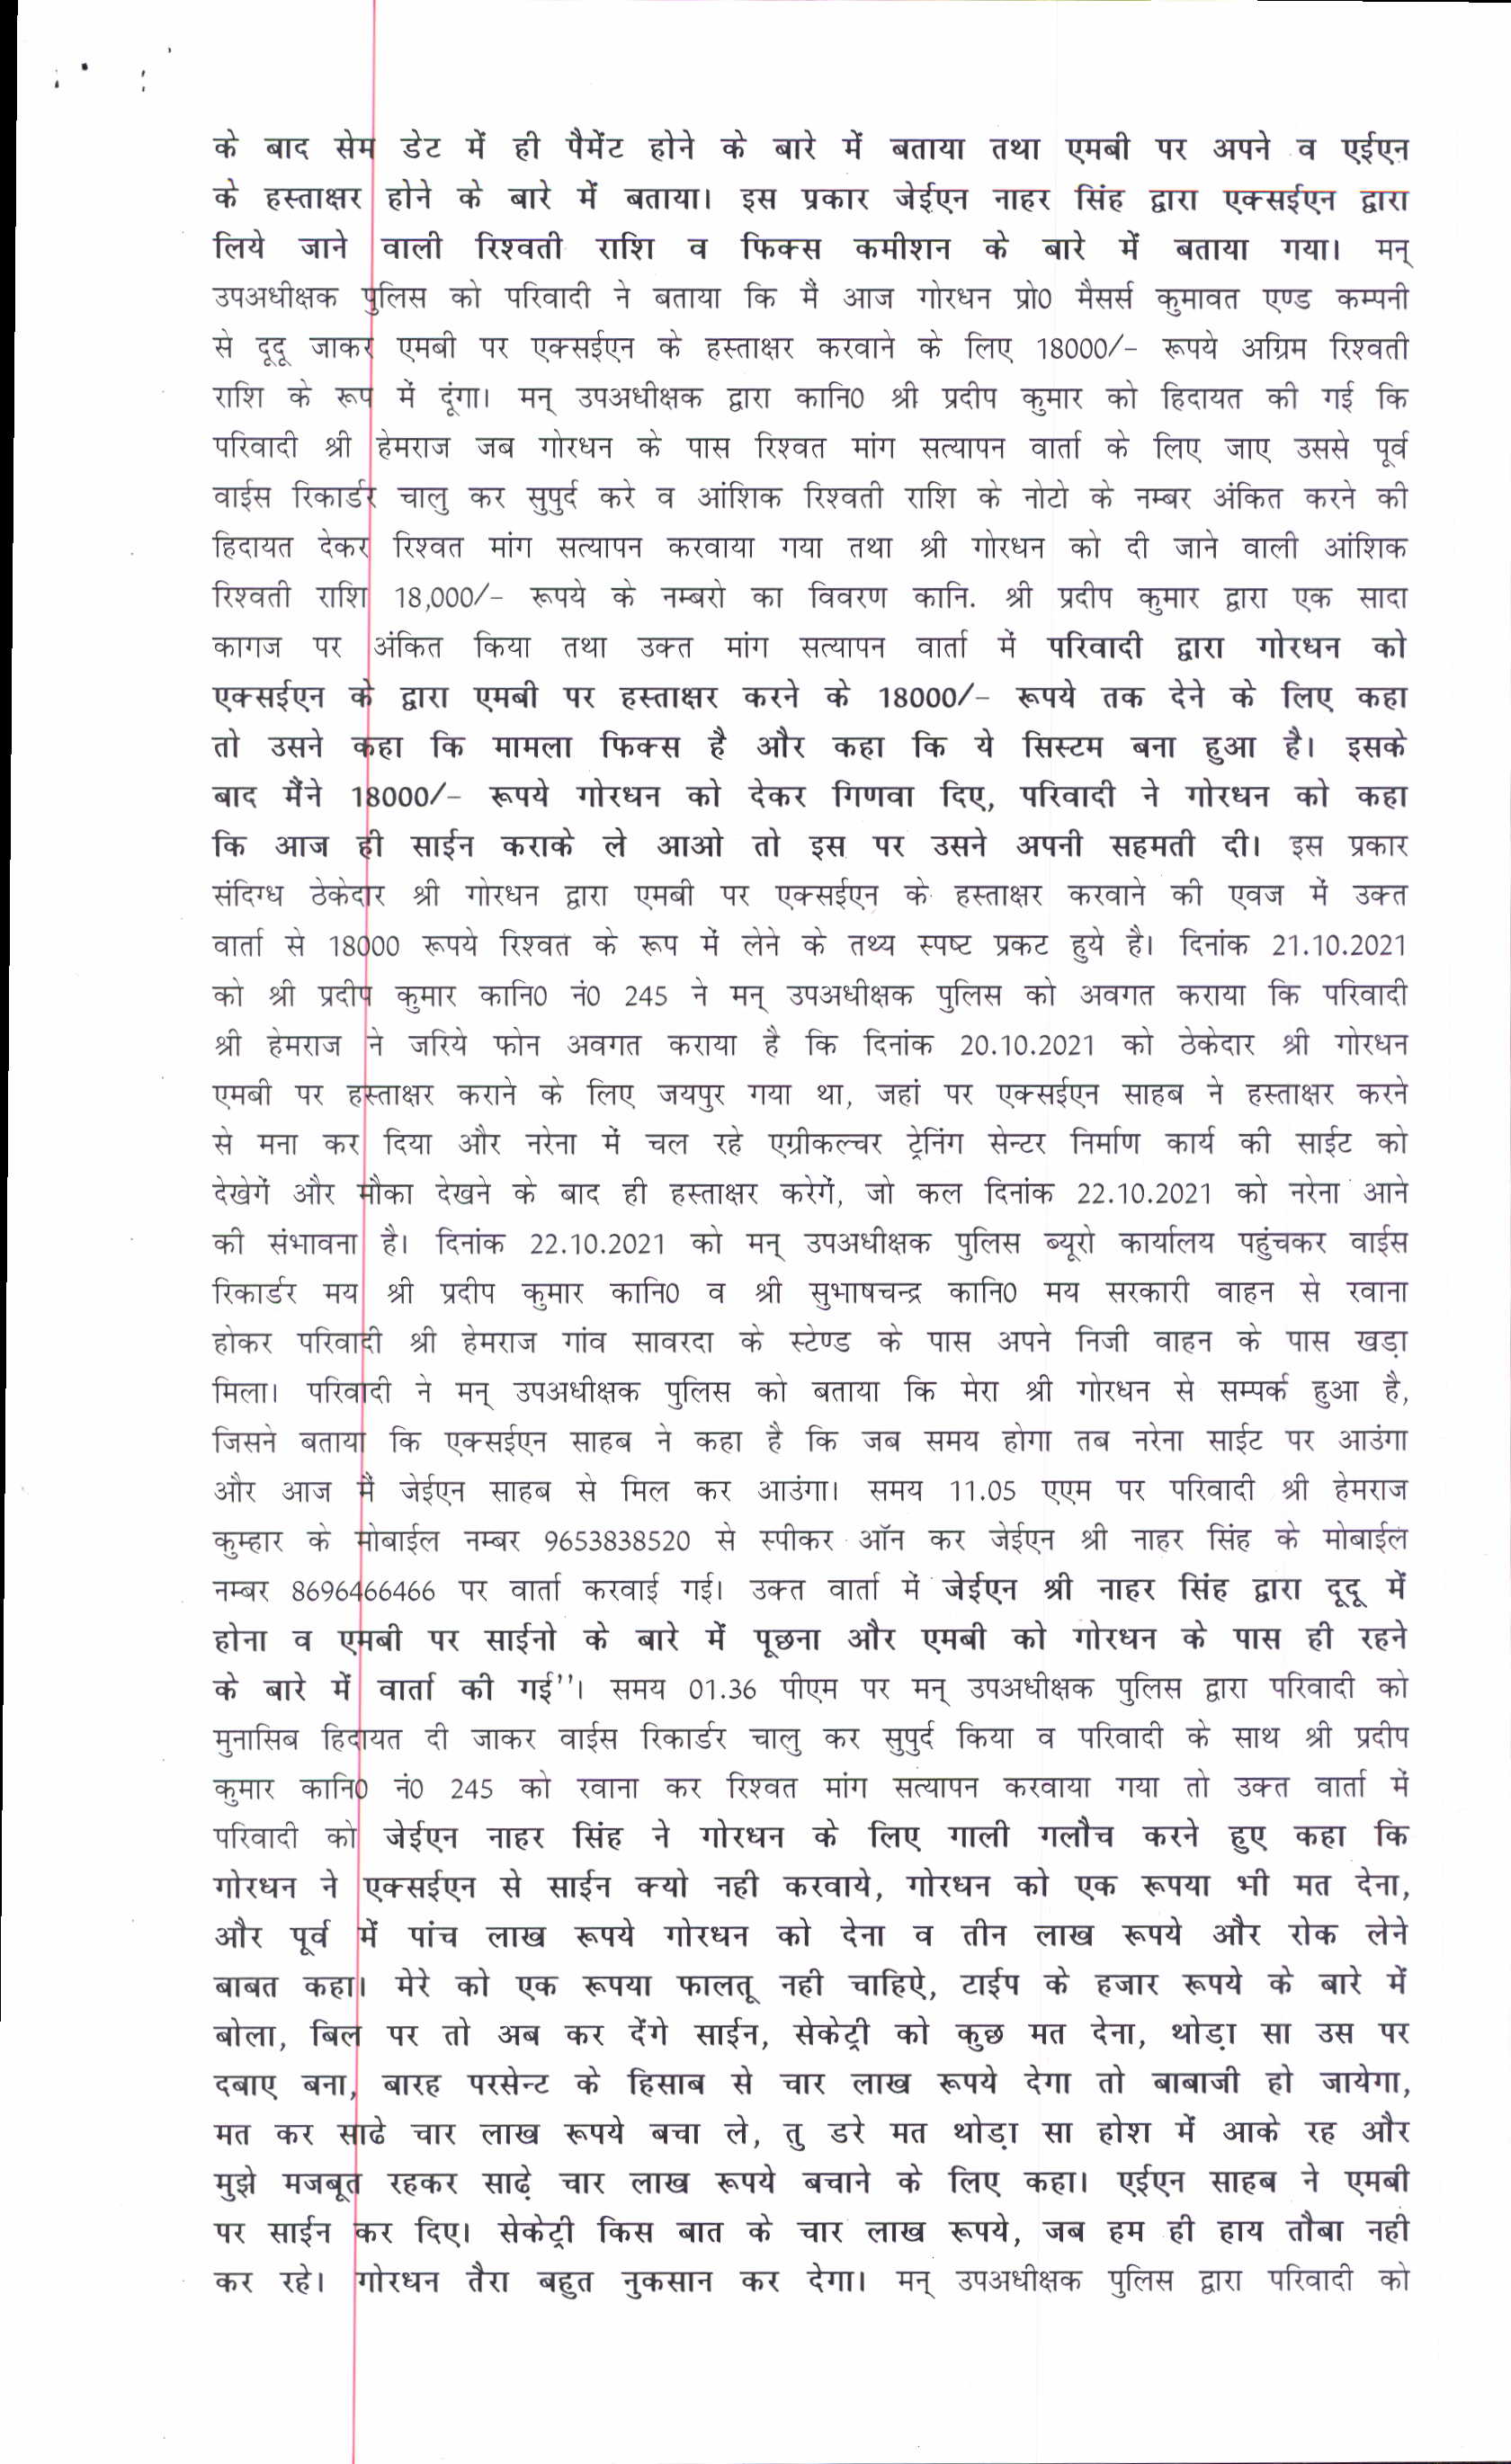 के बाद सेम डेट में ही पैमेंट होने के बारे में बताया तथा एमबी पर अपने व एईएन
के हस्ताक्षर होने के बारे में बताया। इस प्रकार जेईएन नाहर सिंह द्वारा एक्सईएन द्वारा
लिये जाने वाली रिश्वती राशि व फिक्स कमीशन के बारे में बताया गया। मन्
उपअधीक्षक पुलिस को परिवादी ने बताया कि मै आज गोरधन प्रो0 मैसर्स कुमावत एण्ड कम्पनी
से दूदू जाकर एमबी पर एक्सईएन के हस्ताक्षर करवाने के लिए 18000/- रूपये अग्रिम रिश्वती
राशि के रूप में दूंगा। मन् उपअधीक्षक द्वारा कानि0 श्री प्रदीप कुमार को हिदायत की गई कि
परिवादी श्री हेमराज जब गोरधन के पास रिश्वत मांग सत्यापन वार्ता के लिए जाए उससे पूर्व
वाईस रिकार्डर चालु कर सुपुर्द करे व आंशिक रिश्वती राशि के नोटो के नम्बर अंकित करने की
हिदायत देकर रिश्वत मांग सत्यापन करवाया गया तथा श्री गोरधन को दी जाने वाली आंशिक
रिश्वती राशि 18,000/- रूपये के नम्बरो का विवरण कानि. श्री प्रदीप कुमार द्वारा एक सादा
कागज पर अंकित किया तथा उक्त मांग सत्यापन वार्ता में परिवादी द्वारा गोरधन को
एक्सईएन के द्वारा एमबी पर हस्ताक्षर करने के 18000/- रूपये तक देने के लिए कहा
तो उसने कहा कि मामला फिक्स है और कहा कि ये सिस्टम बना हुआ है। इसके
बाद मैंने 18000/- रूपये गोरधन को देकर गिणवा दिए, परिवादी ने गोरधन को कहा
कि आज ही साईन कराके ले आओ तो इस पर उसने अपनी सहमती दी। इस प्रकार
संदिग्ध ठेकेदार श्री गोरधन द्वारा एमबी पर एक्सईएन के हस्ताक्षर करवाने की एवज में उक्त
वार्ता से 18000 रूपये रिश्वत के रूप में लेने के तथ्य स्पष्ट प्रकट हुये है। दिनांक 21.10.2021
को श्री प्रदीप कुमार कानि0 नं0 245 ने मन् उपअधीक्षक पुलिस को अवगत कराया कि परिवादी
श्री हेमराज ने जरिये फोन अवगत कराया है कि दिनांक 20.10.2021 को ठेकेदार श्री गोरधन
एमबी पर हस्ताक्षर कराने के लिए जयपुर गया था, जहां पर एक्सईएन साहब ने हस्ताक्षर करने
से मना कर दिया और नरेना में चल रहे एग्रीकल्चर ट्रेनिंग सेन्टर निर्माण कार्य की साईट को
देखेगें और मौका देखने के बाद ही हस्ताक्षर करेगें, जो कल दिनांक 22.10.2021 को नरेना आने
की संभावना है। दिनांक 22.10.2021 को मन् उपअधीक्षक पुलिस ब्यूरो कार्यालय पहुंचकर वाईस
रिकार्डर मय श्री प्रदीप कुमार कानि0 व श्री सुभाषचन्द्र कानि0 मय सरकारी वाहन से रवाना
होकर परिवादी श्री हेमराज गांव सावरदा के स्टेण्ड के पास अपने निजी वाहन के पास खड़ा
मिला। परिवादी ने मन् उपअधीक्षक पुलिस को बताया कि मेरा श्री गोरधन से सम्पर्क हुआ है,
जिसने बताया कि एक्सईएन साहब ने कहा है कि जब समय होगा तब नरेना साईट पर आउंगा
और आज मैं जेईएन साहब से मिल कर आउंगा। समय 11.05 एएम पर परिवादी श्री हेमराज
कुम्हार के मोबाईल नम्बर 9653838520 से स्पीकर ऑन कर जेईएन श्री नाहर सिंह के मोबाईल
नम्बर 8696466466 पर वार्ता करवाई गई। उक्त वार्ता में जेईएन श्री नाहर सिंह द्वारा दूदू में
होना व एमबी पर साईनो के बारे में पूछना और एमबी को गोरधन के पास ही रहने
के बारे में वार्ता की गई’’। समय 01.36 पीएम पर मन् उपअधीक्षक पुलिस द्वारा परिवादी को
मुनासिब हिदायत दी जाकर वाईस रिकार्डर चालु कर सुपुर्द किया व परिवादी के साथ श्री प्रदीप
कुमार कानि0 नं0 245 को रवाना कर रिश्वत मांग सत्यापन करवाया गया तो उक्त वार्ता में
परिवादी को जेईएन नाहर सिंह ने गोरधन के लिए गाली गलौच करने हुए कहा कि
गोरधन ने एक्सईएन से साईन क्यो नही करवाये, गोरधन को एक रूपया भी मत देना,
और पूर्व में पांच लाख रूपये गोरधन को देना व तीन लाख रूपये और रोक लेने
बाबत कहा। मेरे को एक रूपया फालतू नही चाहिऐ, टाईप के हजार रूपये के बारे में
बोला, बिल पर तो अब कर देंगे साईन, सेकेट्री को कुछ मत देना, थोड़ा सा उस पर
दबाए बना, बारह परसेन्ट के हिसाब से चार लाख रूपये देगा तो बाबाजी हो जायेगा,
मत कर साढे चार लाख रूपये बचा ले, तु डरे मत थोड़ा सा होश में आके रह और
मुझे मजबूत रहकर साढ़े चार लाख रूपये बचाने के लिए कहा। एईएन साहब ने एमबी
पर साईन कर दिए। सेकेट्री किस बात के चार लाख रूपये, जब हम ही हाय तौबा नही
कर रहे। गोरधन तैरा बहुत नुकसान कर देगा। मन् उपअधीक्षक पुलिस द्वारा परिवादी को